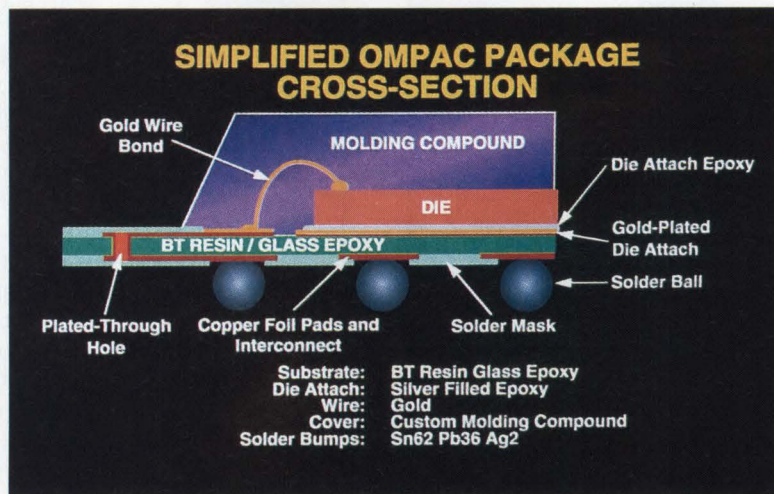 SIMPLIFIED OMPAC PACKAGE
CROSS-SECTION
Gold Wire
Bond
MOLDING COMPOUND
Die Attach Epoxy
DIE
Gold-Plated
Die Attach
BT RESIN / GLASS EPOXY
Solder Ball
Plated-Through
Hole
Copper Foil Pads and
Interconnect
Solder Mask
Substrate: BT Resin Glass Epoxy
Die Attach: Silver Filled Epoxy
Wire: Gold
Cover: Custom Molding Compound
Solder Bumps: Sn62 Pb36 Ag2